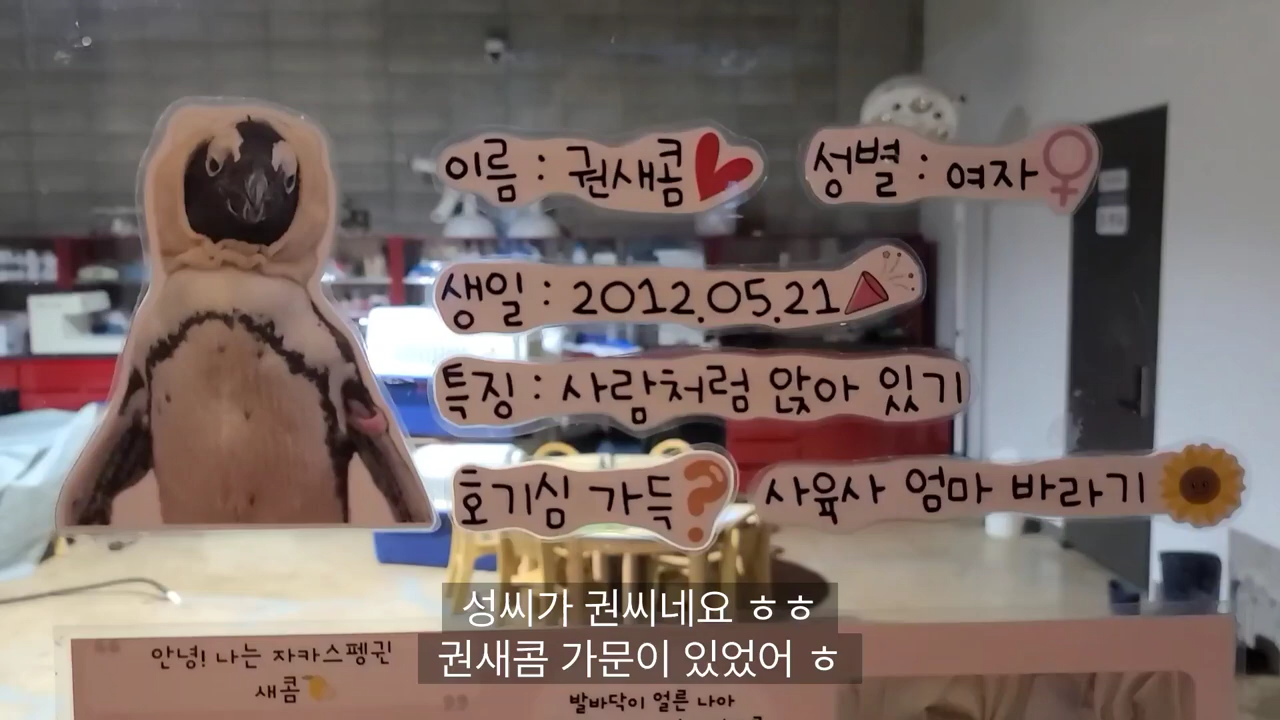 이름 : 권새콤
성별 : 여자
생일 : 2012.05.21
특징 : 사람처럼 앉아 있기
호기심 가득
사육사 엄마 바라기
성씨가 권씨네요 ㅎㅎ
권새콤 가문이 있었어 ㅎ
안녕! 나는 자카스펭귄
새콤
발바닥이 얼른 나아